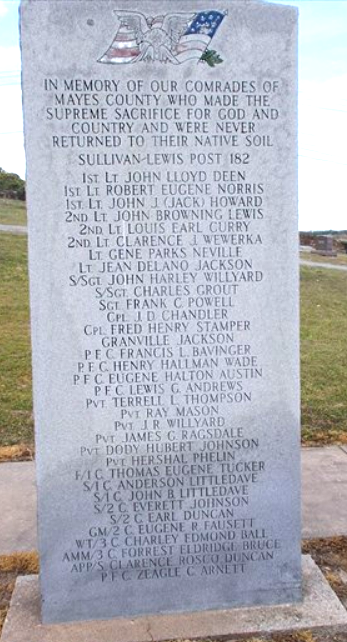 IN MEMORY OF OUR COMRADES OF
MAYES COUNTY WHO MADE THE
SUPREME SACRIFICE FOR GOD AND
COUNTRY AND WERE NEVER
RETURNED TO THEIR NATIVE SOIL
SULLIVAN-LEWIS POST 182
1ST LT. JOHN LLOYD DEEN
1ST LT. ROBERT EUGENE NORRIS
1ST LT. JOHN J. (JACK) HOWARD
2ND LT. JOHN BROWNING LEWIS
2ND LT. LOUIS EARL CURRY
2ND LT. CLARENCE J. WEWERKA
LT. GENE PARKS NEVILLE
LT. JEAN DELANO JACKSON
S/SGT. JOHN HARLEY WILLYARD
S/SGT. CHARLES GROUT
SGT. FRANK C. POWELL
CPL. J. D. CHANDLER
CPL. FRED HENRY STAMPER
GRANVILLE JACKSON
P F C. FRANCIS L. BAVINGER
P F C. HENRY HALLMAN WADE
P F C. EUGENE HALTON AUSTIN
P F C. LEWIS G. ANDREWS
PVT. TERRELL L. THOMPSON
PVT. RAY MASON
PVT. J. R. WILLYARD
PVT. JAMES G. RAGSDALE
PVT. DODY HUBERT JOHNSON
PVT. HERSHAL PHELIN
F/1 C. THOMAS EUGENE TUCKER
S/1 C. ANDERSON LITTLEDAVE
S/1 C. JOHN B. LITTLEDAVE
S/2 C. EVERETT JOHNSON
S/2 C. EARL DUNCAN
GM/2 C. EUGENE R. FAUSETT
WT/3 C. CHARLEY EDMOND BALL
AMM/3 C. FORREST ELDRIDGE BRUCE
APP/S CLARENCE ROSCO DUNCAN
P F C. ZEAGLE C. ARNETT